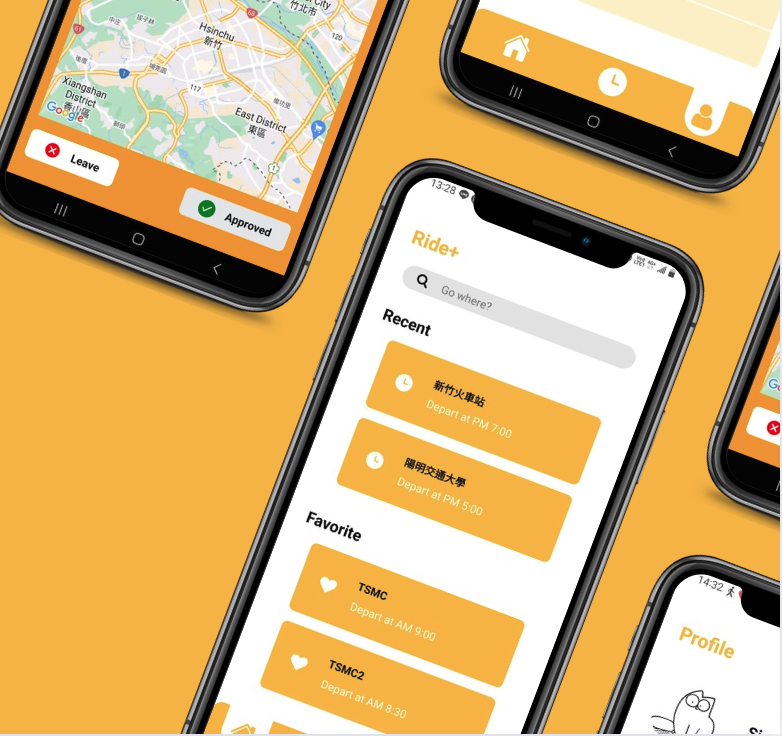 Hsinchu
新竹
竹北市
120
117
East District
東區
Xiangshan
District
香山區
Google
Leave
Approved
13:28
Ride+
Go where?
Recent
新竹火車站
Depart at PM 7:00
陽明交通大學
Depart at PM 5:00
Favorite
TSMC
Depart at AM 9:00
TSMC2
Depart at AM 8:30
14:32
Profile